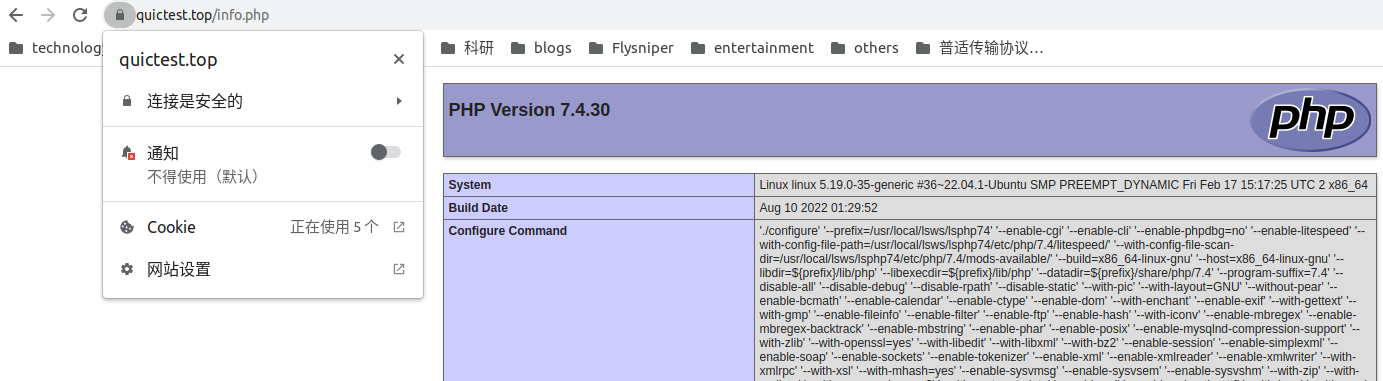 quictest.top/info.php
technology
科研
blogs
Flysniper
entertainment
others
普适传输协议…
quictest.top
连接是安全的
通知
不得使用（默认）
Cookie
正在使用 5 个
网站设置
PHP Version 7.4.30
php
System
Linux linux 5.19.0-35-generic #36~22.04.1-Ubuntu SMP PREEMPT_DYNAMIC Fri Feb 17 15:17:25 UTC 2 x86_64
Build Date
Aug 10 2022 01:29:52
Configure Command
'./configure' '--prefix=/usr/local/lsws/lsphp74' '--enable-cgi' '--enable-cli' '--enable-phpdbg=no' '--enable-litespeed' '--
with-config-file-path=/usr/local/lsws/lsphp74/etc/php/7.4/litespeed/' '--with-config-file-scan-
dir=/usr/local/lsws/lsphp74/etc/php/7.4/mods-available/' '--build=x86_64-linux-gnu' '--host=x86_64-linux-gnu' '--
libdir=${prefix}/lib/php' '--libexecdir=${prefix}/lib/php' '--datadir=${prefix}/share/php/7.4' '--program-suffix=7.4' '--
disable-all' '--disable-debug' '--disable-rpath' '--disable-static' '--with-pic' '--with-layout=GNU' '--without-pear' '--
enable-bcmath' '--enable-calendar' '--enable-ctype' '--enable-dom' '--with-enchant' '--enable-exif' '--with-gettext' '--
with-gmp' '--enable-fileinfo' '--enable-filter' '--enable-ftp' '--enable-hash' '--with-iconv' '--enable-mbregex' '--enable-
mbregex-backtrack' '--enable-mbstring' '--enable-phar' '--enable-posix' '--enable-mysqlnd-compression-support' '--
with-zlib' '--with-openssl=yes' '--with-libedit' '--with-libxml' '--with-bz2' '--enable-session' '--enable-simplexml' '--
enable-soap' '--enable-sockets' '--enable-tokenizer' '--enable-xml' '--enable-xmlreader' '--enable-xmlwriter' '--with-
xmlrpc' '--with-xsl' '--with-mhash=yes' '--enable-sysvmsg' '--enable-sysvsem' '--enable-sysvshm' '--with-zip' '--with-